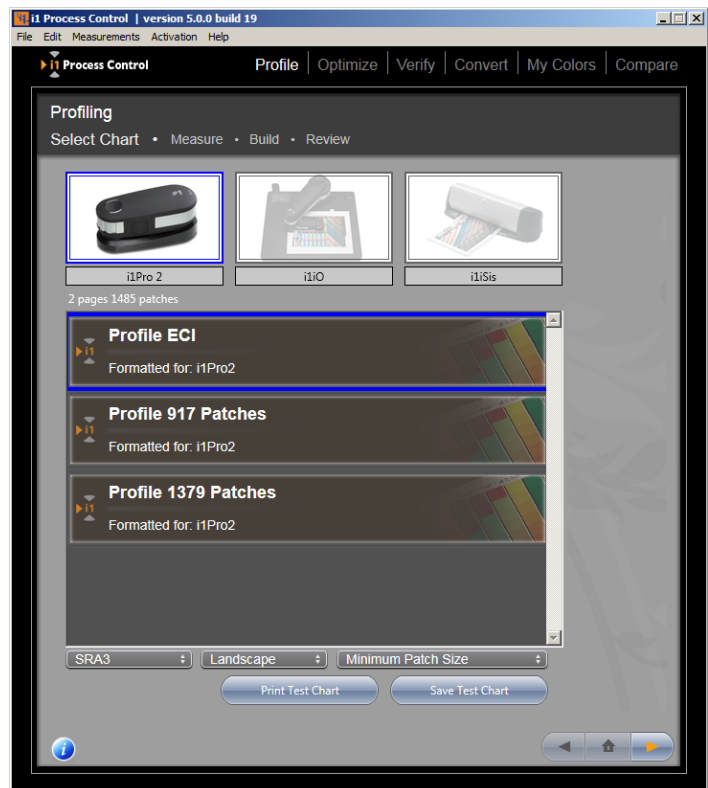 i1 Process Control | version 5.0.0 build 19
File Edit Measurements Activation Help
i1 Process Control Profile | Optimize | Verify | Convert | My Colors | Compare
Profiling
Select Chart • Measure • Build • Review
i1Pro 2 i1iO i1iSis
2 pages 1485 patches
i1
Profile ECI
Formatted for: i1Pro2
i1
Profile 917 Patches
Formatted for: i1Pro2
i1
Profile 1379 Patches
Formatted for: i1Pro2
SRA3 Landscape Minimum Patch Size
Print Test Chart Save Test Chart
i